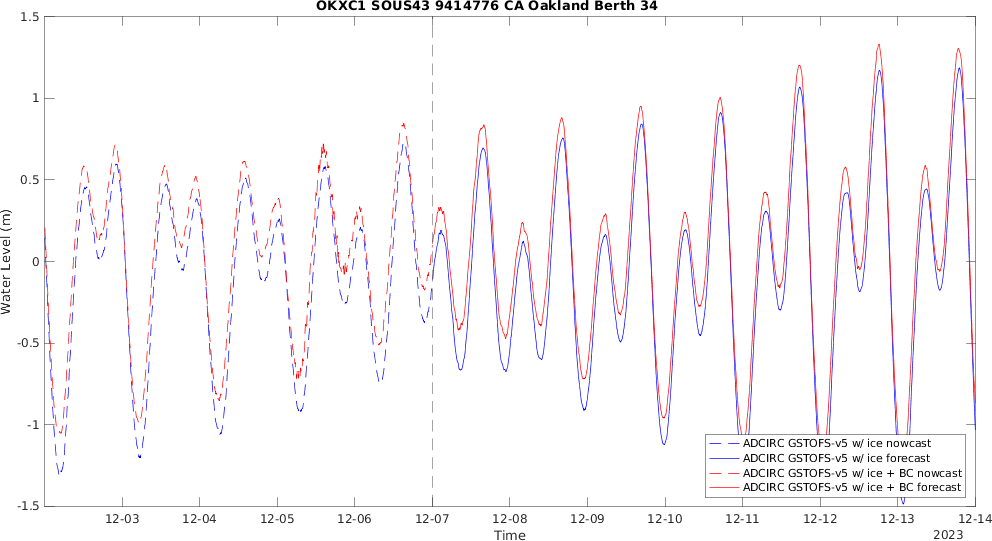 OKXC1 SOUS43 9414776 CA Oakland Berth 34
1.5
1
0.5
0
-0.5
-1
-1.5
Water Level (m)
12-03 12-04 12-05 12-06 12-07 12-08 12-09 12-10 12-11 12-12 12-13 12-14
Time
2023
ADCIRC GSTOFS-v5 w/ ice nowcast
ADCIRC GSTOFS-v5 w/ ice forecast
ADCIRC GSTOFS-v5 w/ ice + BC nowcast
ADCIRC GSTOFS-v5 w/ ice + BC forecast